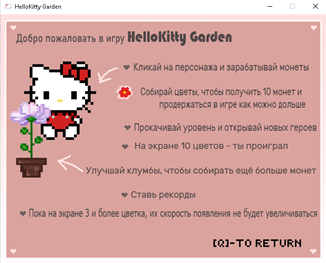 HelloKitty Garden
Добро пожаловать в игру HelloKitty Garden
Кликай на персонажа и зарабатывай монеты
Собирай цветы, чтобы получить 10 монет и
продержаться в игре как можно дольше
Прокачивай уровень и открывай новых героев
На экране 10 цветов - ты проиграл
Улучшай клумбы, чтобы собирать ещё больше монет
Ставь рекорды
Пока на экране 3 и более цветка, их скорость появления не будет увеличиваться
[Q]-TO RETURN